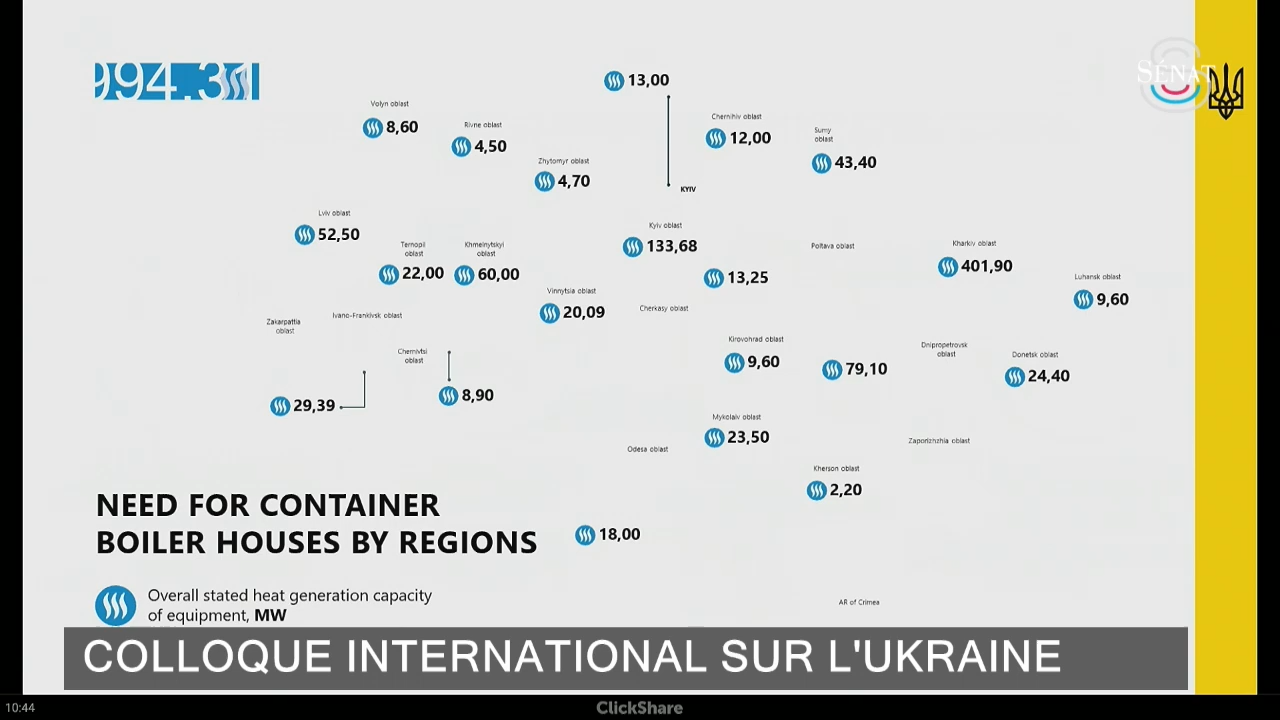 994.31
13,00
Volyn oblast
8,60
Rivne oblast
4,50
Zhytomyr oblast
4,70
KYIV
Chernihiv oblast
12,00
Sumy
oblast
43,40
SÉNAT
Lviv oblast
52,50
Ternopil
oblast
22,00
Khmelnytskyi
oblast
60,00
Kyiv oblast
133,68
13,25
Poltava oblast
Kharkiv oblast
401,90
Luhansk oblast
9,60
Vinnytsia oblast
20,09
Cherkasy oblast
Zakarpattia
oblast
Ivano-Frankivsk oblast
Chernivtsi
oblast
29,39
8,90
Kirovohrad oblast
9,60
79,10
Dnipropetrovsk
oblast
Donetsk oblast
24,40
Mykolaiv oblast
23,50
Odesa oblast
Zaporizhzhia oblast
Kherson oblast
2,20
18,00
AR of Crimea
NEED FOR CONTAINER
BOILER HOUSES BY REGIONS
Overall stated heat generation capacity
of equipment, MW
COLLOQUE INTERNATIONAL SUR L'UKRAINE
10:44
ClickShare